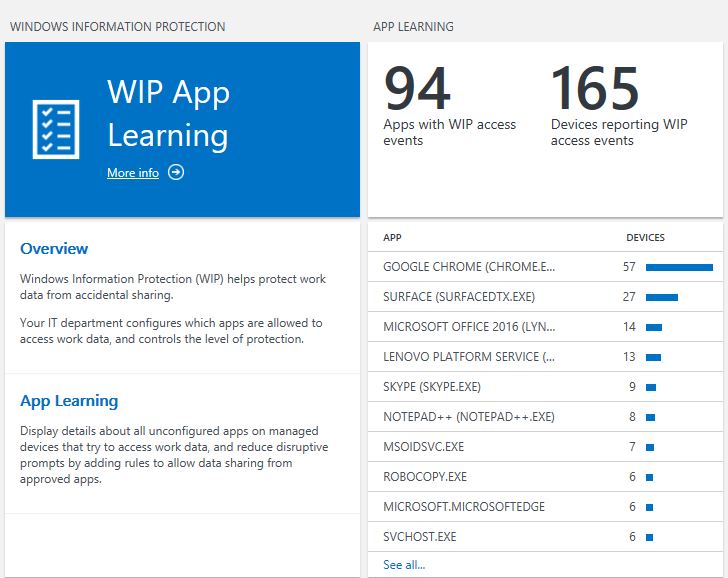 WINDOWS INFORMATION PROTECTION
WIP App
Learning
More info
Overview
Windows Information Protection (WIP) helps protect work
data from accidental sharing.
Your IT department configures which apps are allowed to
access work data, and controls the level of protection.
App Learning
Display details about all unconfigured apps on managed
devices that try to access work data, and reduce disruptive
prompts by adding rules to allow data sharing from
approved apps.
APP LEARNING
94
Apps with WIP access
events
165
Devices reporting WIP
access events
APP DEVICES
GOOGLE CHROME (CHROME.E... 57
SURFACE (SURFACEDTX.EXE) 27
MICROSOFT OFFICE 2016 (LYN... 14
LENOVO PLATFORM SERVICE (... 13
SKYPE (SKYPE.EXE) 9
NOTEPAD++ (NOTEPAD++.EXE) 8
MSOIDSVC.EXE 7
ROBOCOPY.EXE 6
MICROSOFT.MICROSOFTEDGE 6
SVCHOST.EXE 6
See all...